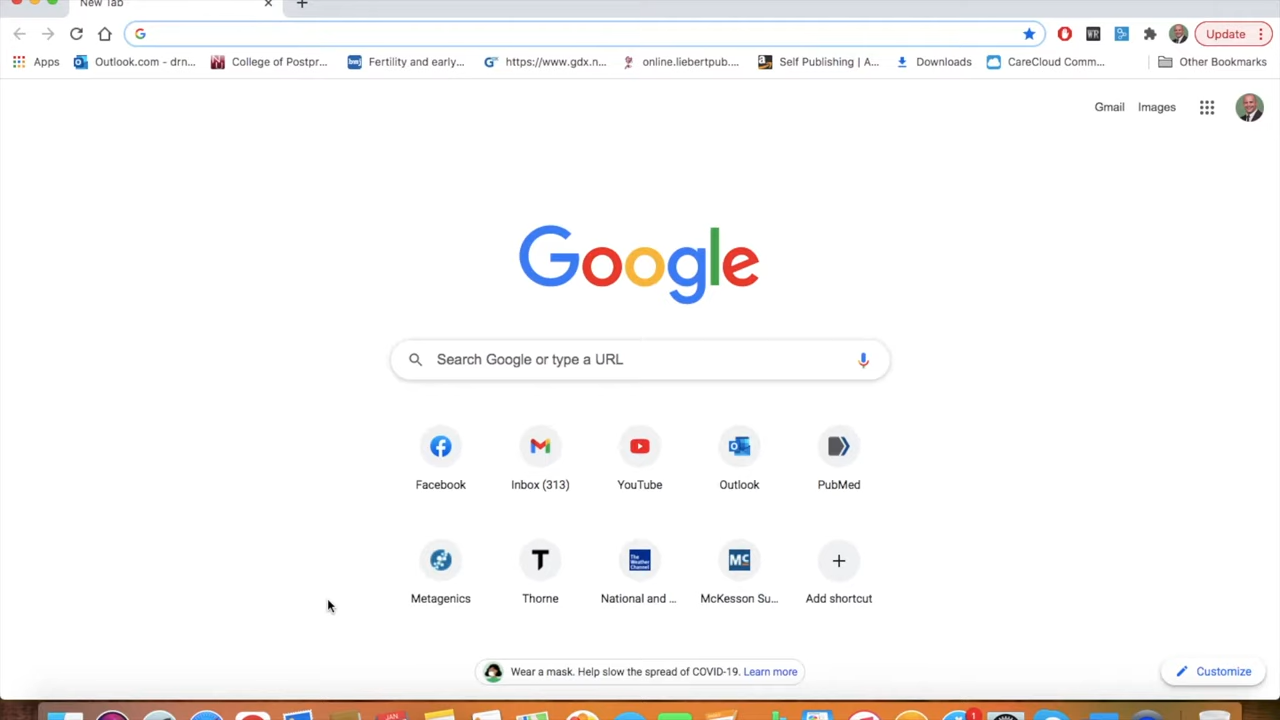 New Tab
Update
Apps
Outlook.com - drn...
College of Postpr...
Fertility and early...
https://www.gdx.n...
online.liebertpub....
Self Publishing | A...
Downloads
CareCloud Comm...
Other Bookmarks
Gmail Images
Google
Search Google or type a URL
Facebook
Inbox (313)
YouTube
Outlook
PubMed
Metagenics
Thorne
National and ...
McKesson Su...
Add shortcut
Wear a mask. Help slow the spread of COVID-19. Learn more
Customize